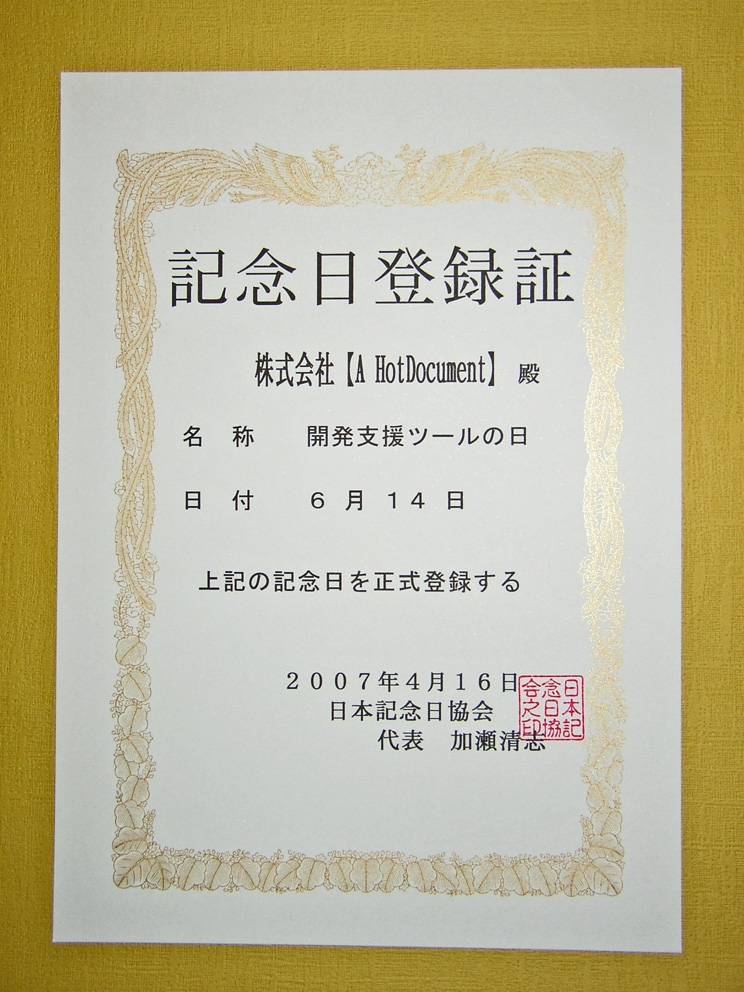 記念日登録証
株式会社【A HotDocument】 殿
名 称 開発支援ツールの日
日 付 6 月 14 日
上記の記念日を正式登録する
2007年4月16日
日本記念日協会
代表 加瀬清志
日本記
念日協
会之印